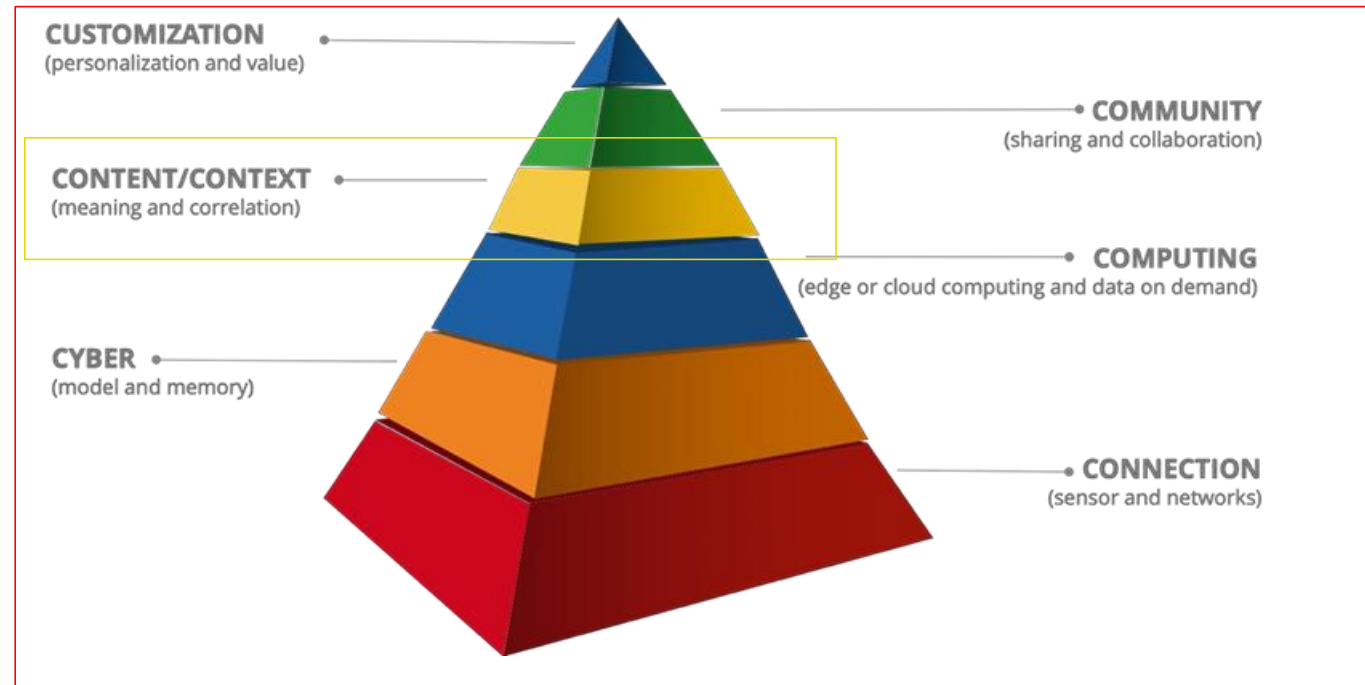 CUSTOMIZATION
(personalization and value)
COMMUNITY
(sharing and collaboration)
CONTENT/CONTEXT
(meaning and correlation)
COMPUTING
(edge or cloud computing and data on demand)
CYBER
(model and memory)
CONNECTION
(sensor and networks)